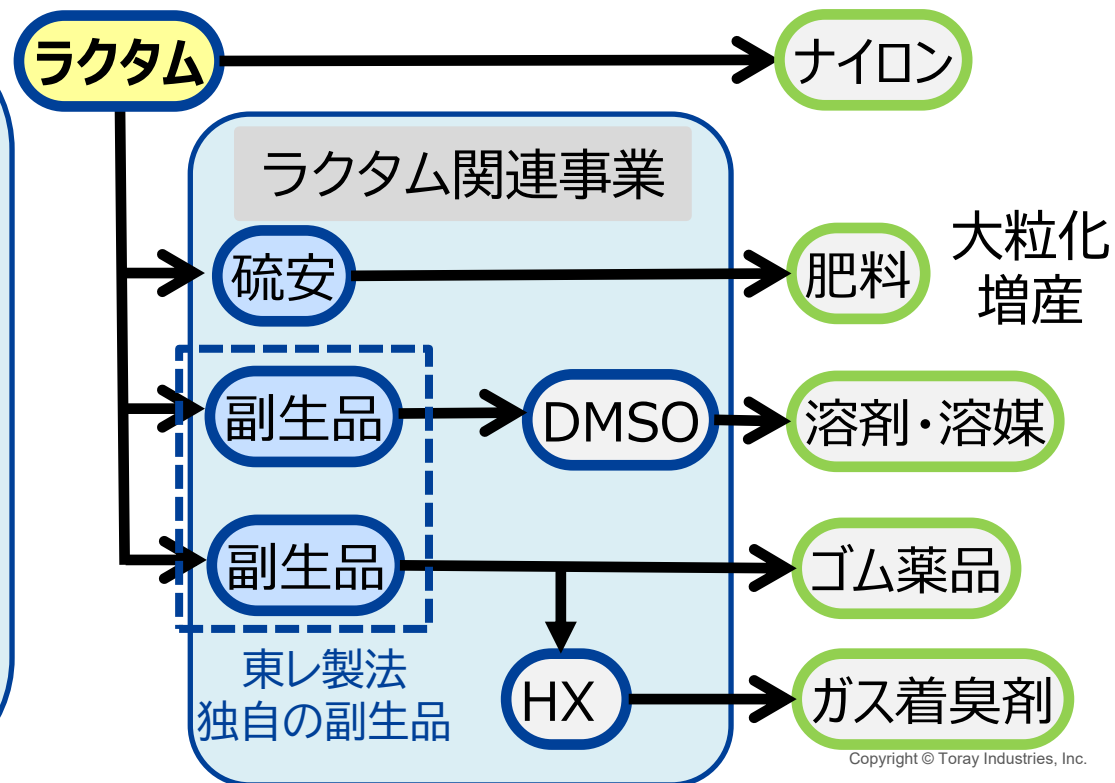 ラクタム
ナイロン
ラクタム関連事業
硫安
肥料
大粒化
増産
副生品
DMSO
溶剤・溶媒
副生品
ゴム薬品
東レ製法
独自の副生品
HX
ガス着臭剤
Copyright © Toray Industries, Inc.